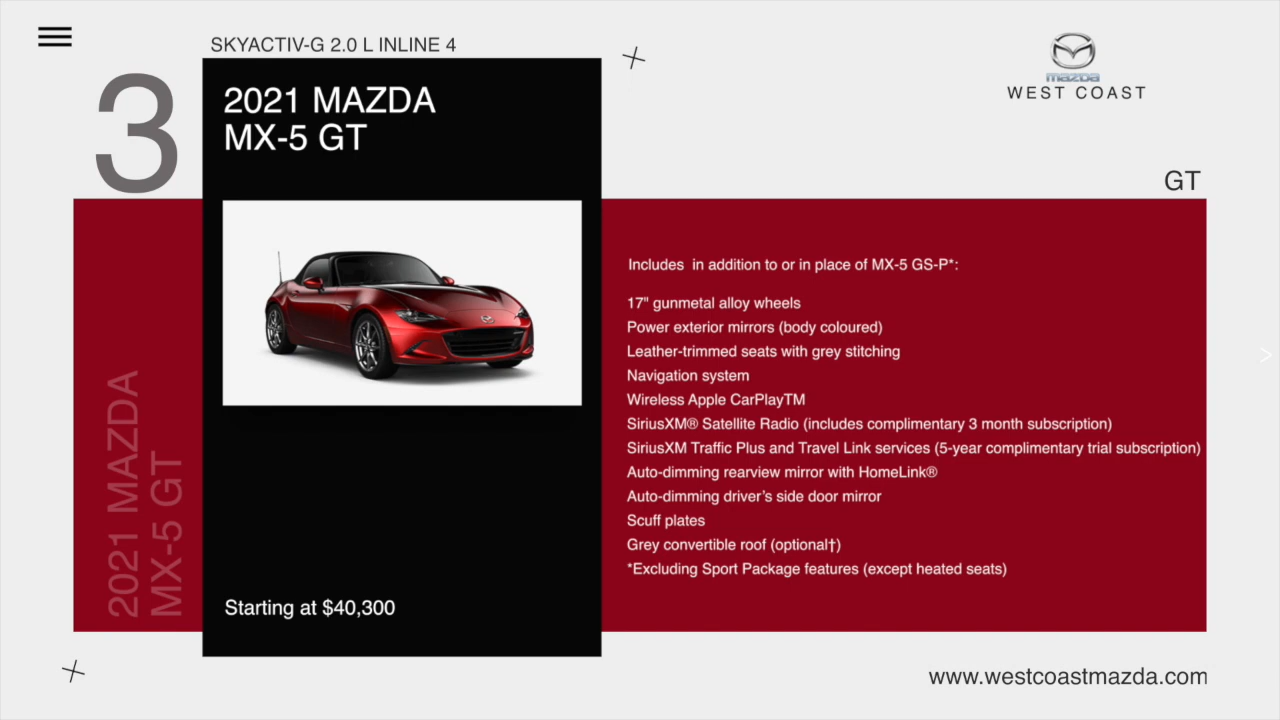 SKYACTIV-G 2.0 L INLINE 4
3
2021 MAZDA
MX-5 GT
mazda
WEST COAST
GT
Includes  in addition to or in place of MX-5 GS-P*:
17" gunmetal alloy wheels
Power exterior mirrors (body coloured)
Leather-trimmed seats with grey stitching
Navigation system
Wireless Apple CarPlayTM
SiriusXM® Satellite Radio (includes complimentary 3 month subscription)
SiriusXM Traffic Plus and Travel Link services (5-year complimentary trial subscription)
Auto-dimming rearview mirror with HomeLink®
Auto-dimming driver’s side door mirror
Scuff plates
Grey convertible roof (optional†)
*Excluding Sport Package features (except heated seats)
2021 MAZDA
MX-5 GT
Starting at $40,300
www.westcoastmazda.com